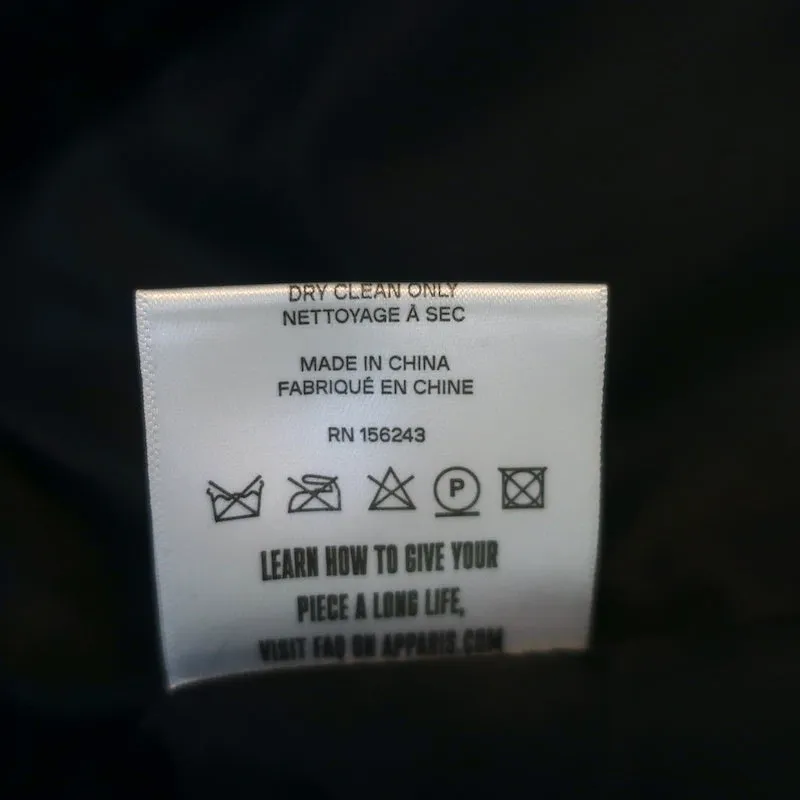 DRY CLEAN ONLY
NETTOYAGE À SEC
MADE IN CHINA
FABRIQUÉ EN CHINE
RN 156243
P
LEARN HOW TO GIVE YOUR
PIECE A LONG LIFE,
VISIT FAQ ON APPARIS.COM